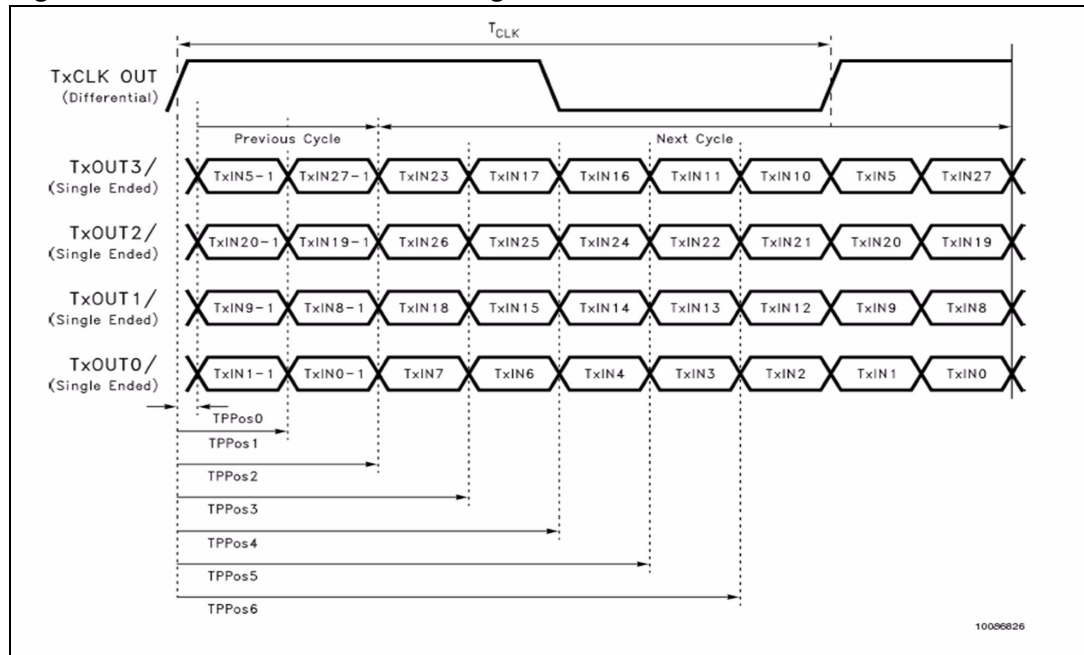 TCLK
TxCLK OUT
(Differential)
Previous Cycle
Next Cycle
TxOUT3/
(Single Ended)
TxIN5-1 TxIN27-1 TxIN23 TxIN17 TxIN16 TxIN11 TxIN10 TxIN5 TxIN27
TxOUT2/
(Single Ended)
TxIN20-1 TxIN19-1 TxIN26 TxIN25 TxIN24 TxIN22 TxIN21 TxIN20 TxIN19
TxOUT1/
(Single Ended)
TxIN9-1 TxIN8-1 TxIN18 TxIN15 TxIN14 TxIN13 TxIN12 TxIN9 TxIN8
TxOUT0/
(Single Ended)
TxIN1-1 TxIN0-1 TxIN7 TxIN6 TxIN4 TxIN3 TxIN2 TxIN1 TxIN0
TPPos0
TPPos1
TPPos2
TPPos3
TPPos4
TPPos5
TPPos6
10086826